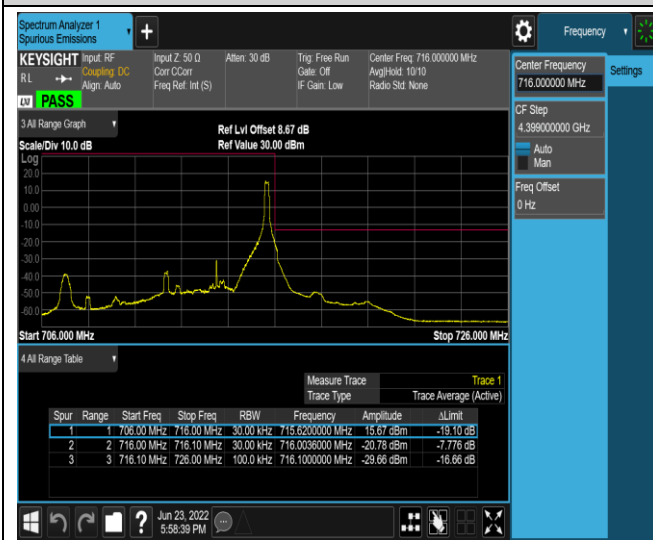 Spectrum Analyzer 1
Spurious Emissions
Frequency
KEYSIGHT
RL
Input: RF
Coupling: DC
Align: Auto
Input Z: 50 Ω
Corr CCorr
Freq Ref: Int (S)
Atten: 30 dB
Trig: Free Run
Gate: Off
IF Gain: Low
Center Freq: 716.000000 MHz
Avg|Hold: 10/10
Radio Std: None
LXI PASS
Center Frequency
716.000000 MHz
Settings
CF Step
4.399000000 GHz
Auto
Man
Freq Offset
0 Hz
3 All Range Graph
Ref Lvl Offset 8.67 dB
Scale/Div 10.0 dB
Ref Value 30.00 dBm
Log
20.0
10.0
0.00
-10.0
-20.0
-30.0
-40.0
-50.0
-60.0
Start 706.000 MHz
Stop 726.000 MHz
4 All Range Table
Measure Trace Trace 1
Trace Type Trace Average (Active)
Spur Range Start Freq Stop Freq RBW Frequency Amplitude ΔLimit
1 1 706.00 MHz 716.00 MHz 30.00 kHz 715.6200000 MHz 15.67 dBm -19.10 dB
2 2 716.00 MHz 716.10 MHz 30.00 kHz 716.0036000 MHz -20.78 dBm -7.776 dB
3 3 716.10 MHz 726.00 MHz 100.0 kHz 716.1000000 MHz -29.66 dBm -16.66 dB
Jun 23, 2022
5:58:39 PM